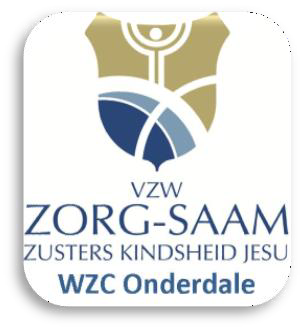 VZW
ZORG-SAAM
ZUSTERS KINDSHEID JESU
WZC Onderdale